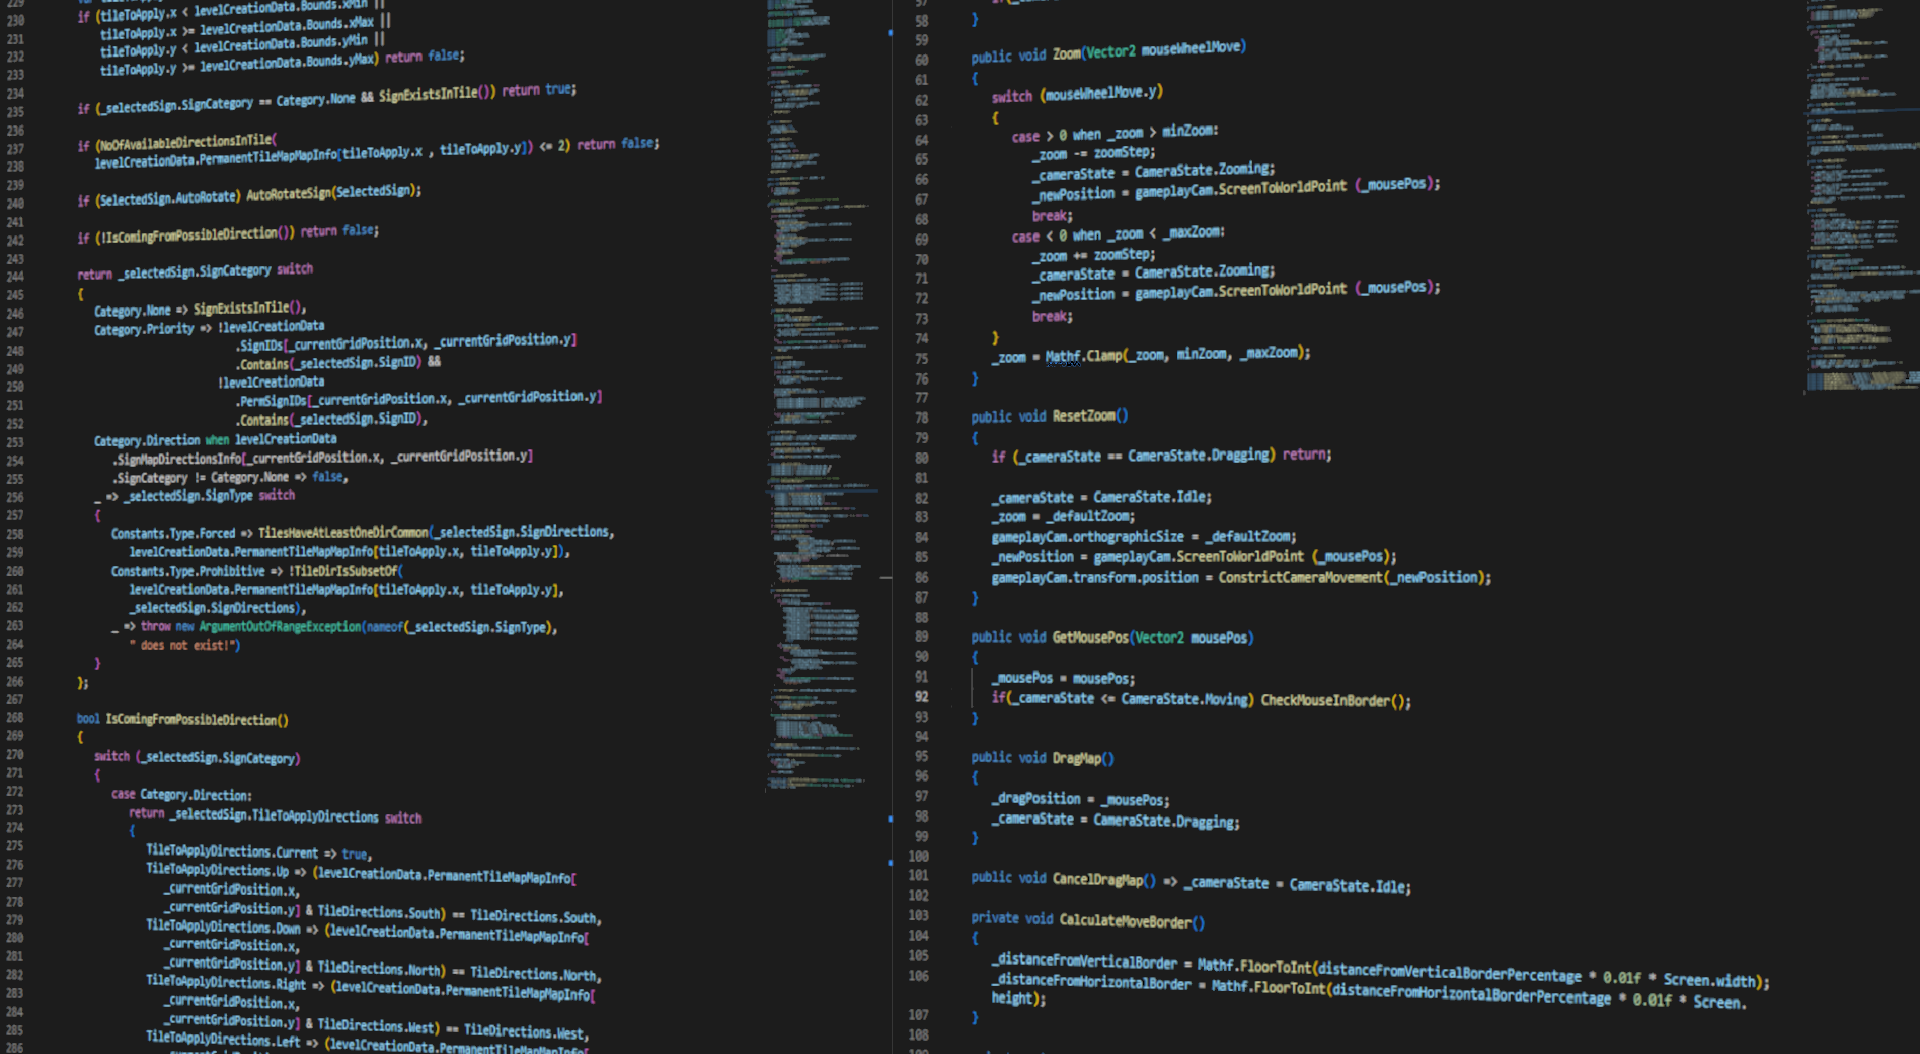 229
230 if (tileToApply.x < levelCreationData.Bounds.xMin ||
231 tileToApply.x >= levelCreationData.Bounds.xMax ||
tileToApply.y < levelCreationData.Bounds.yMin ||
232 tileToApply.y >= levelCreationData.Bounds.yMax) return false;
233
234
235 if (_selectedSign.SignCategory == Category.None && SignExistsInTile()) return true;
236
237 if (NoOfAvailableDirectionsInTile(
238 levelCreationData.PermanentTileMapMapInfo[tileToApply.x , tileToApply.y]) <= 2) return false;
239
240 if (SelectedSign.AutoRotate) AutoRotateSign(SelectedSign);
241
242 if (!IsComingFromPossibleDirection()) return false;
243
244 return _selectedSign.SignCategory switch
245 {
246 Category.None => SignExistsInTile(),
247 Category.Priority => !levelCreationData
248 .SignIDs[_currentGridPosition.x, _currentGridPosition.y]
249 .Contains(_selectedSign.SignID) &&
250 !levelCreationData
251 .PermSignIDs[_currentGridPosition.x, _currentGridPosition.y]
252 .Contains(_selectedSign.SignID),
253 Category.Direction when levelCreationData
254 .SignMapDirectionsInfo[_currentGridPosition.x, _currentGridPosition.y]
255 .SignCategory != Category.None => false,
256 _ => _selectedSign.SignType switch
257 {
258 Constants.Type.Forced => TilesHaveAtLeastOneDirCommon(_selectedSign.SignDirections,
259 levelCreationData.PermanentTileMapMapInfo[tileToApply.x, tileToApply.y]),
260 Constants.Type.Prohibitive => !TileDirIsSubsetOf(
261 levelCreationData.PermanentTileMapMapInfo[tileToApply.x, tileToApply.y],
262 _selectedSign.SignDirections),
263 _ => throw new ArgumentOutOfRangeException(nameof(_selectedSign.SignType),
264 " does not exist!")
265 }
266 };
267
268 bool IsComingFromPossibleDirection()
269 {
270 switch (_selectedSign.SignCategory)
271 {
272 case Category.Direction:
273 return _selectedSign.TileToApplyDirections switch
274 {
275 TileToApplyDirections.Current => true,
276 TileToApplyDirections.Up => (levelCreationData.PermanentTileMapMapInfo[
277 _currentGridPosition.x,
278 _currentGridPosition.y] & TileDirections.South) == TileDirections.South,
279 TileToApplyDirections.Down => (levelCreationData.PermanentTileMapMapInfo[
280 _currentGridPosition.x,
281 _currentGridPosition.y] & TileDirections.North) == TileDirections.North,
282 TileToApplyDirections.Right => (levelCreationData.PermanentTileMapMapInfo[
283 _currentGridPosition.x,
284 _currentGridPosition.y] & TileDirections.West) == TileDirections.West,
285 TileToApplyDirections.Left => (levelCreationData.PermanentTileMapMapInfo[
286
57
58 }
59
60 public void Zoom(Vector2 mouseWheelMove)
61 {
62 switch (mouseWheelMove.y)
63 {
64 case > 0 when _zoom > minZoom:
65 _zoom -= zoomStep;
66 _cameraState = CameraState.Zooming;
67 _newPosition = gameplayCam.ScreenToWorldPoint (_mousePos);
68 break;
69 case < 0 when _zoom < _maxZoom:
70 _zoom += zoomStep;
71 _cameraState = CameraState.Zooming;
72 _newPosition = gameplayCam.ScreenToWorldPoint (_mousePos);
73 break;
74 }
75 _zoom = Mathf.Clamp(_zoom, minZoom, _maxZoom);
76 }
77
78 public void ResetZoom()
79 {
80 if (_cameraState == CameraState.Dragging) return;
81
82 _cameraState = CameraState.Idle;
83 _zoom = _defaultZoom;
84 gameplayCam.orthographicSize = _defaultZoom;
85 _newPosition = gameplayCam.ScreenToWorldPoint (_mousePos);
86 gameplayCam.transform.position = ConstrictCameraMovement(_newPosition);
87 }
88
89 public void GetMousePos(Vector2 mousePos)
90 {
91 _mousePos = mousePos;
92 if(_cameraState <= CameraState.Moving) CheckMouseInBorder();
93 }
94
95 public void DragMap()
96 {
97 _dragPosition = _mousePos;
98 _cameraState = CameraState.Dragging;
99 }
100
101 public void CancelDragMap() => _cameraState = CameraState.Idle;
102
103 private void CalculateMoveBorder()
104 {
105 _distanceFromVerticalBorder = Mathf.FloorToInt(distanceFromVerticalBorderPercentage * 0.01f * Screen.width);
106 _distanceFromHorizontalBorder = Mathf.FloorToInt(distanceFromHorizontalBorderPercentage * 0.01f * Screen.
height);
107 }
108